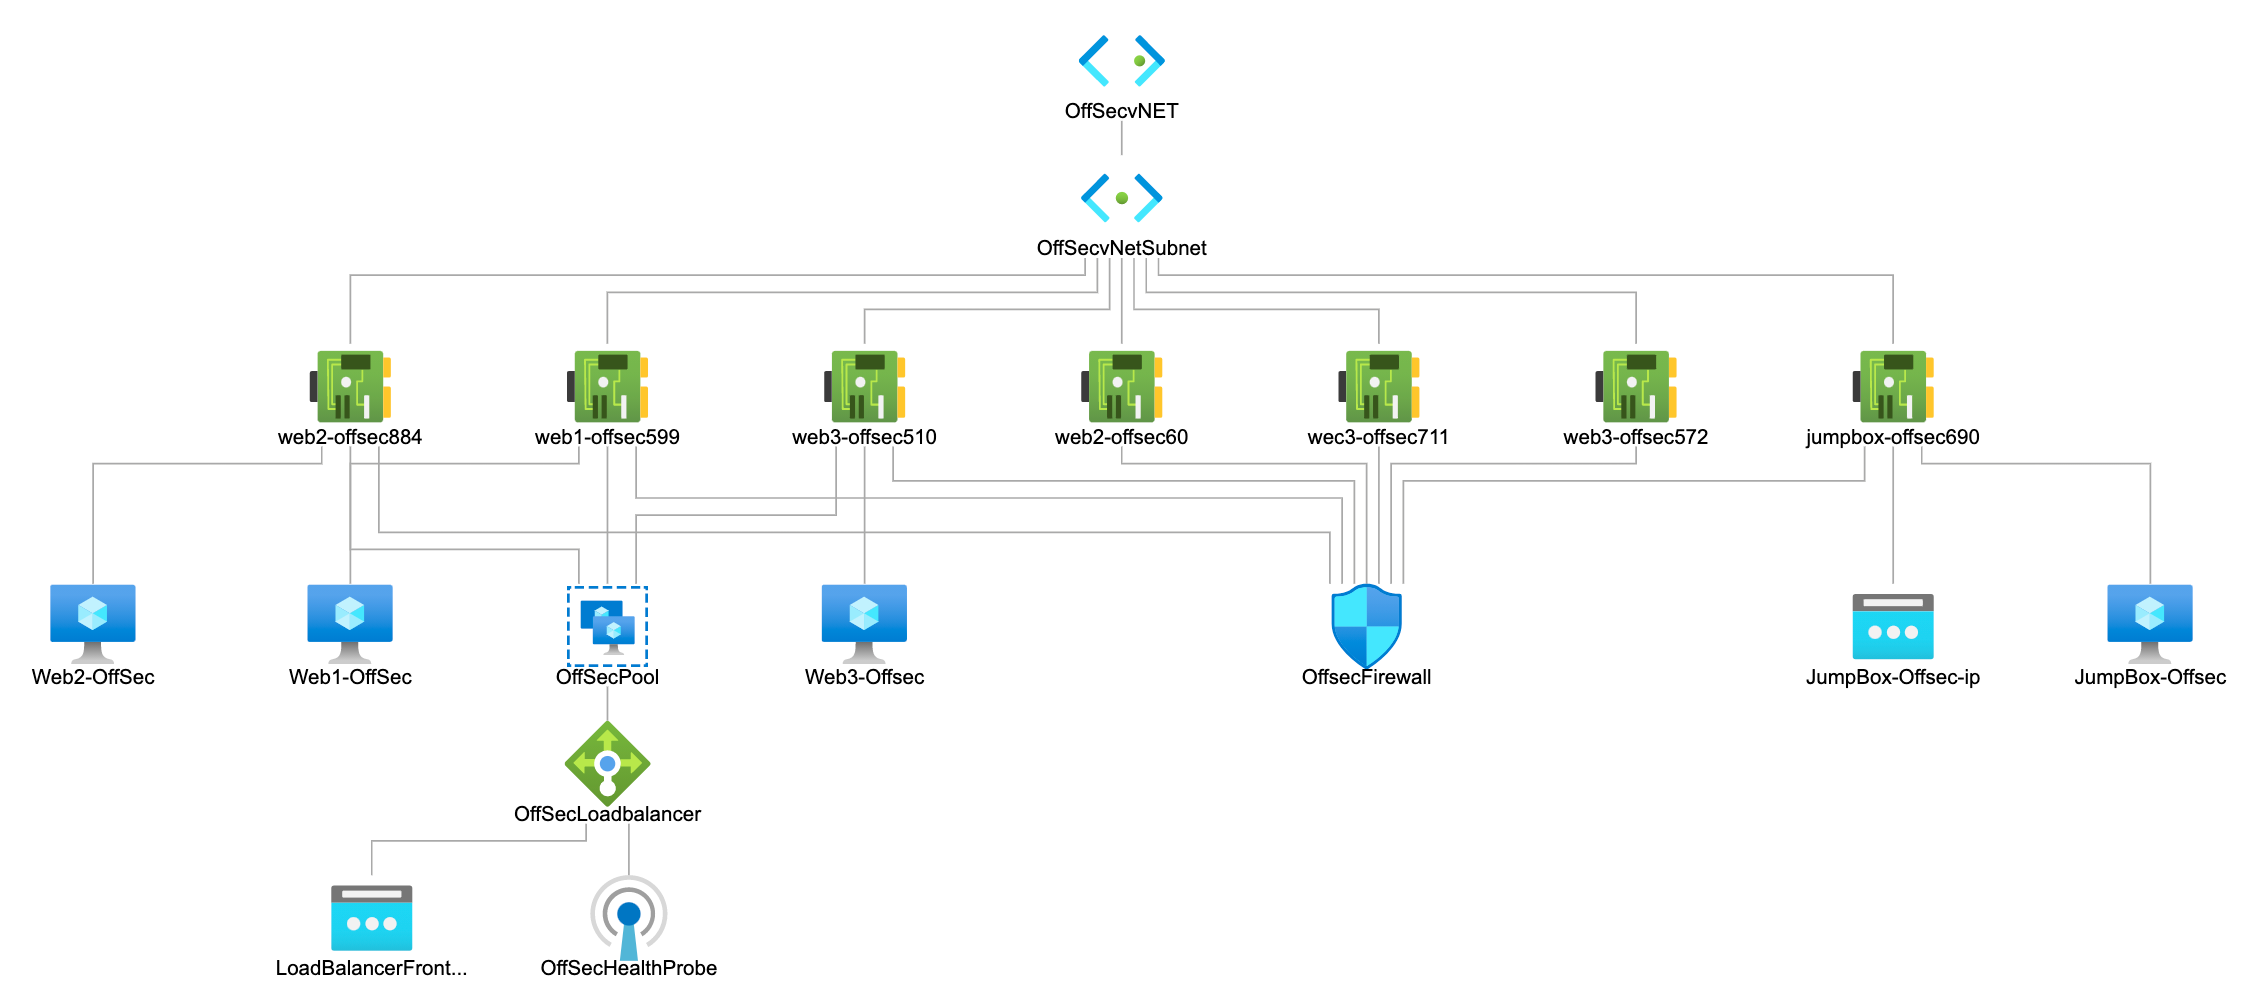 OffSecvNET
OffSecvNetSubnet
web2-offsec884
web1-offsec599
web3-offsec510
web2-offsec60
wec3-offsec711
web3-offsec572
jumpbox-offsec690
Web2-OffSec
Web1-OffSec
OffSecPool
Web3-Offsec
OffsecFirewall
JumpBox-Offsec-ip
JumpBox-Offsec
OffSecLoadbalancer
LoadBalancerFront...
OffSecHealthProbe